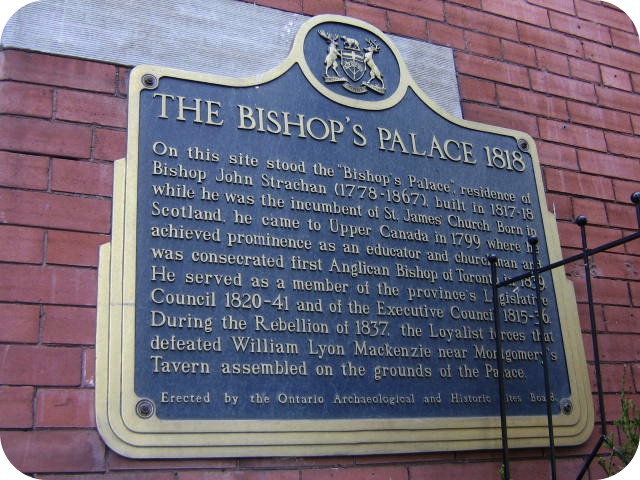 THE BISHOP'S PALACE 1818
On this site stood the "Bishop's Palace", residence of
Bishop John Strachan (1778-1867), built in 1817-18
while he was the incumbent of St. James' Church. Born in
Scotland, he came to Upper Canada in 1799 where he
achieved prominence as an educator and churchman and
was consecrated first Anglican Bishop of Toronto in 1839.
He served as a member of the province's Legislative
Council 1820-41 and of the Executive Council 1815-36.
During the Rebellion of 1837, the Loyalist forces that
defeated William Lyon Mackenzie near Montgomery's
Tavern assembled on the grounds of the Palace.
Erected by the Ontario Archaeological and Historic Sites Board.